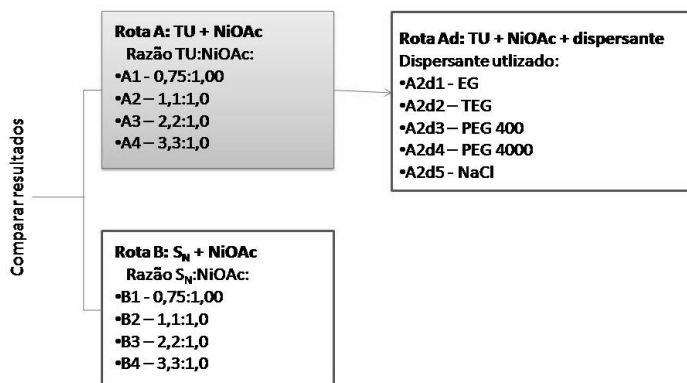 Comparar resultados
Rota A: TU + NiOAc
Razão TU:NiOAc:
•A1 - 0,75:1,00
•A2 – 1,1:1,0
•A3 – 2,2:1,0
•A4 – 3,3:1,0
Rota Ad: TU + NiOAc + dispersante
Dispersante utlizado:
•A2d1 - EG
•A2d2 – TEG
•A2d3 – PEG 400
•A2d4 – PEG 4000
•A2d5 - NaCl
Rota B: S_N + NiOAc
Razão S_N:NiOAc:
•B1 - 0,75:1,00
•B2 – 1,1:1,0
•B3 – 2,2:1,0
•B4 – 3,3:1,0